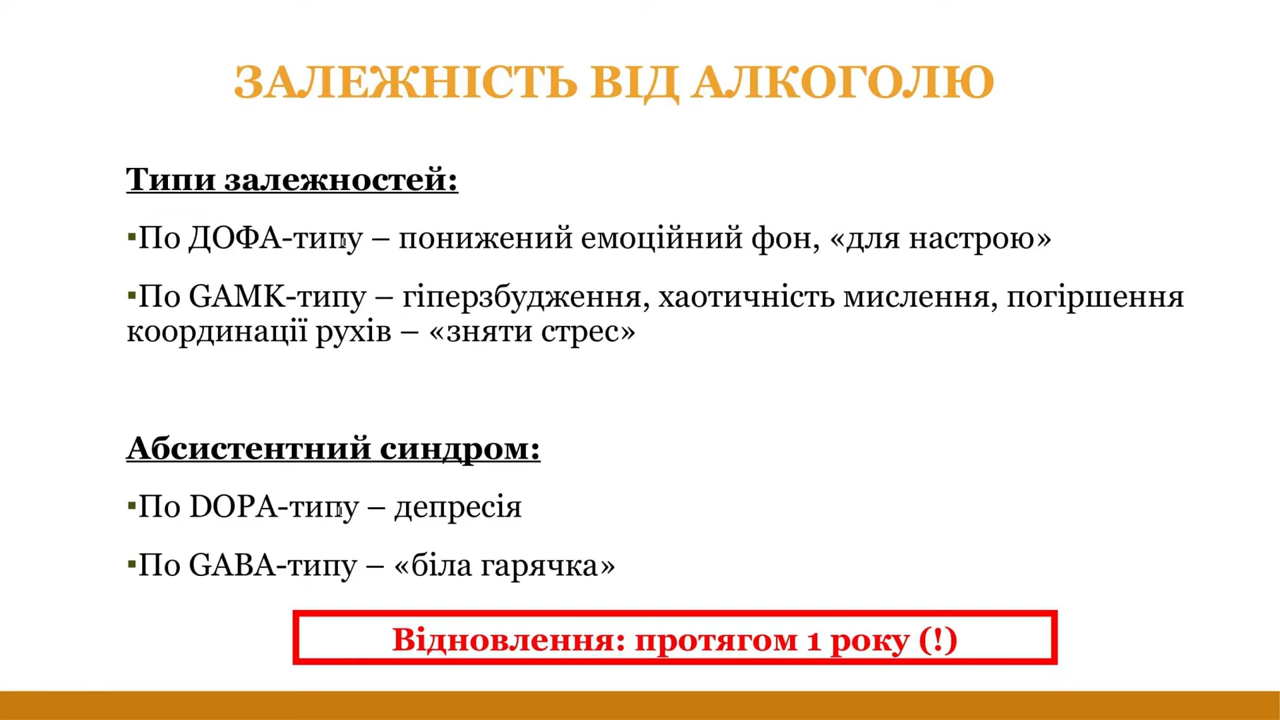 ЗАЛЕЖНІСТЬ ВІД АЛКОГОЛЮ
Типи залежностей:
▪По ДОФА-типу – понижений емоційний фон, «для настрою»
▪По GAMK-типу – гіперзбудження, хаотичність мислення, погіршення
координації рухів – «зняти стрес»
Абсистентний синдром:
▪По DOPA-типу – депресія
▪По GABA-типу – «біла гарячка»
Відновлення: протягом 1 року (!)